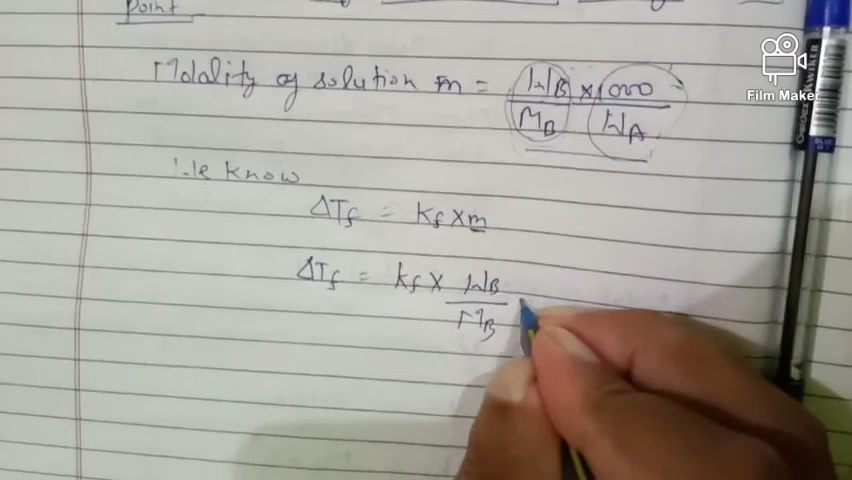 Point
Molality of solution m = WB/MB × 1000/WA
We know
ΔTf = kf × m
ΔTf = kf × WB/MB
Film Maker